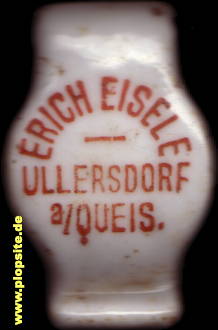 ERICH EISELE
ULLERSDORF
a/QUEIS.
www.plopsite.de